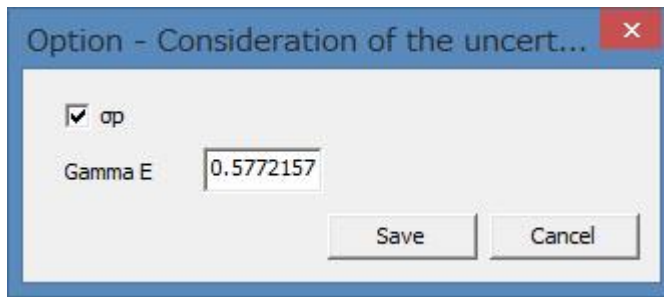 Option - Consideration of the uncert...
σp
Gamma E 0.5772157
Save Cancel